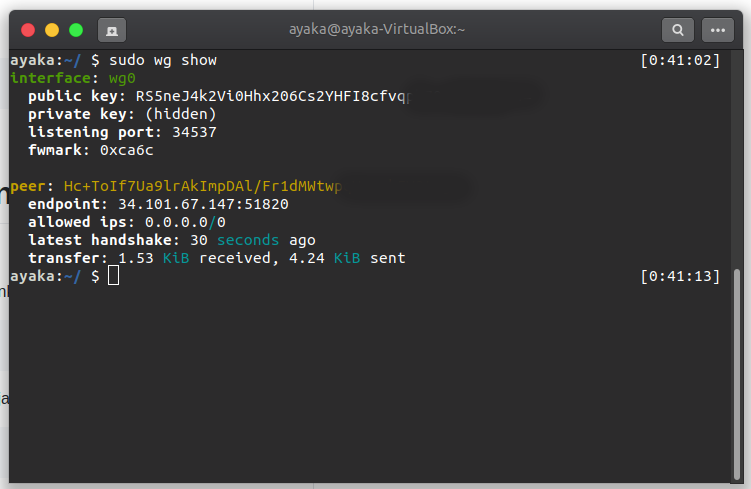 ayaka@ayaka-VirtualBox:~
ayaka:~/ $ sudo wg show [0:41:02]
interface: wg0
public key: RS5neJ4k2Vi0Hhx206Cs2YHFI8cfvqp
private key: (hidden)
listening port: 34537
fwmark: 0xca6c
peer: Hc+ToIf7Ua9lrAkImpDAl/Fr1dMWtwp
endpoint: 34.101.67.147:51820
allowed ips: 0.0.0.0/0
latest handshake: 30 seconds ago
transfer: 1.53 KiB received, 4.24 KiB sent
ayaka:~/ $ [0:41:13]